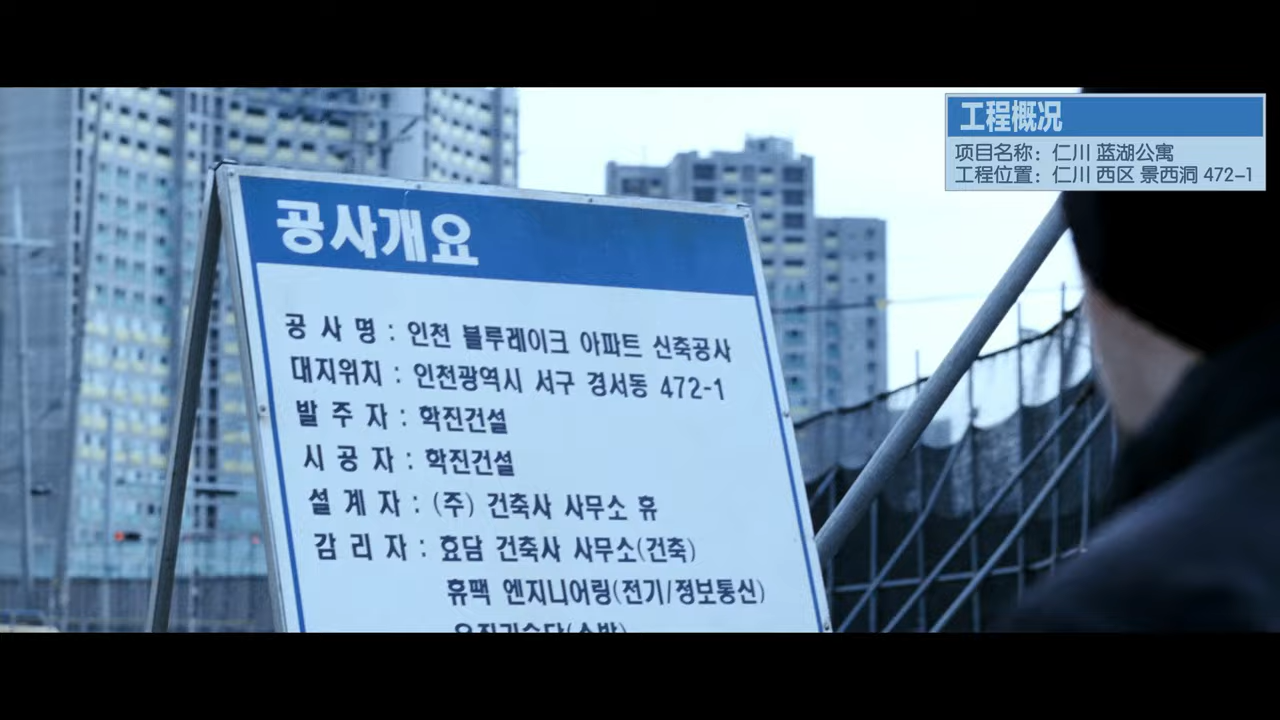 工程概况
项目名称：仁川 蓝湖公寓
工程位置：仁川 西区 景西洞 472-1
공사개요
공 사 명 : 인천 블루레이크 아파트 신축공사
대지위치 : 인천광역시 서구 경서동 472-1
발 주 자 : 학진건설
시 공 자 : 학진건설
설 계 자 : (주) 건축사 사무소 휴
감 리 자 : 효담 건축사 사무소(건축)
휴팩 엔지니어링(전기/정보통신)